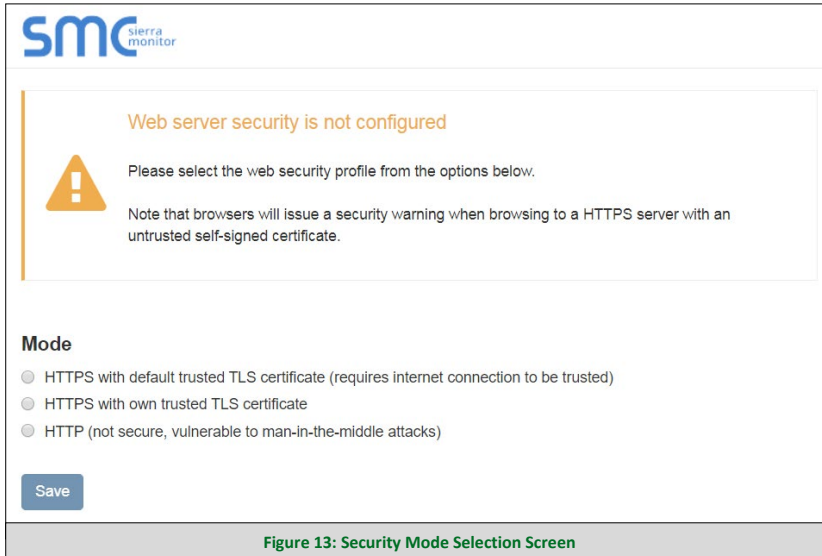 smc sierra
monitor
Web server security is not configured
Please select the web security profile from the options below.
Note that browsers will issue a security warning when browsing to a HTTPS server with an
untrusted self-signed certificate.
Mode
HTTPS with default trusted TLS certificate (requires internet connection to be trusted)
HTTPS with own trusted TLS certificate
HTTP (not secure, vulnerable to man-in-the-middle attacks)
Save
Figure 13: Security Mode Selection Screen